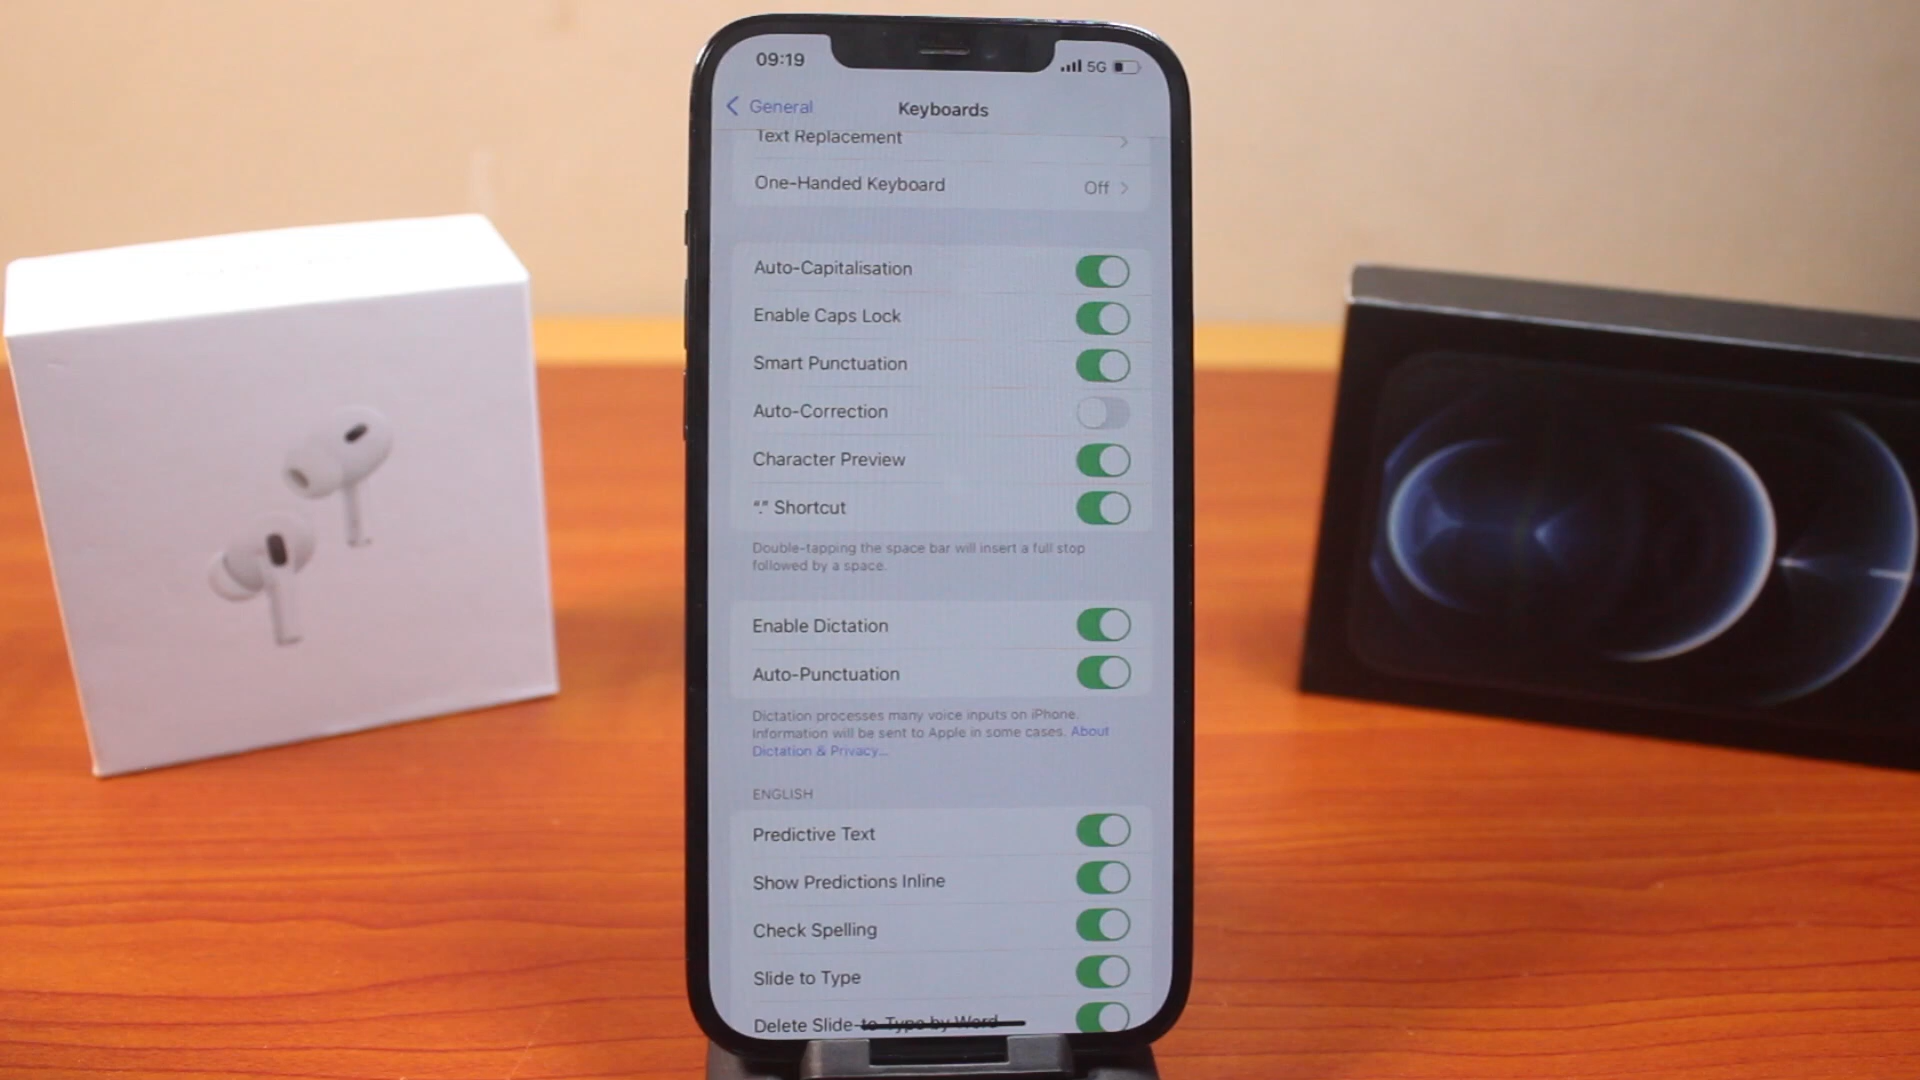 09:19
5G
General
Keyboards
Text Replacement
One-Handed Keyboard Off
Auto-Capitalisation
Enable Caps Lock
Smart Punctuation
Auto-Correction
Character Preview
“.” Shortcut
Double-tapping the space bar will insert a full stop
followed by a space.
Enable Dictation
Auto-Punctuation
Dictation processes many voice inputs on iPhone.
Information will be sent to Apple in some cases. About
Dictation & Privacy...
ENGLISH
Predictive Text
Show Predictions Inline
Check Spelling
Slide to Type
Delete Slide-to-Type by Word